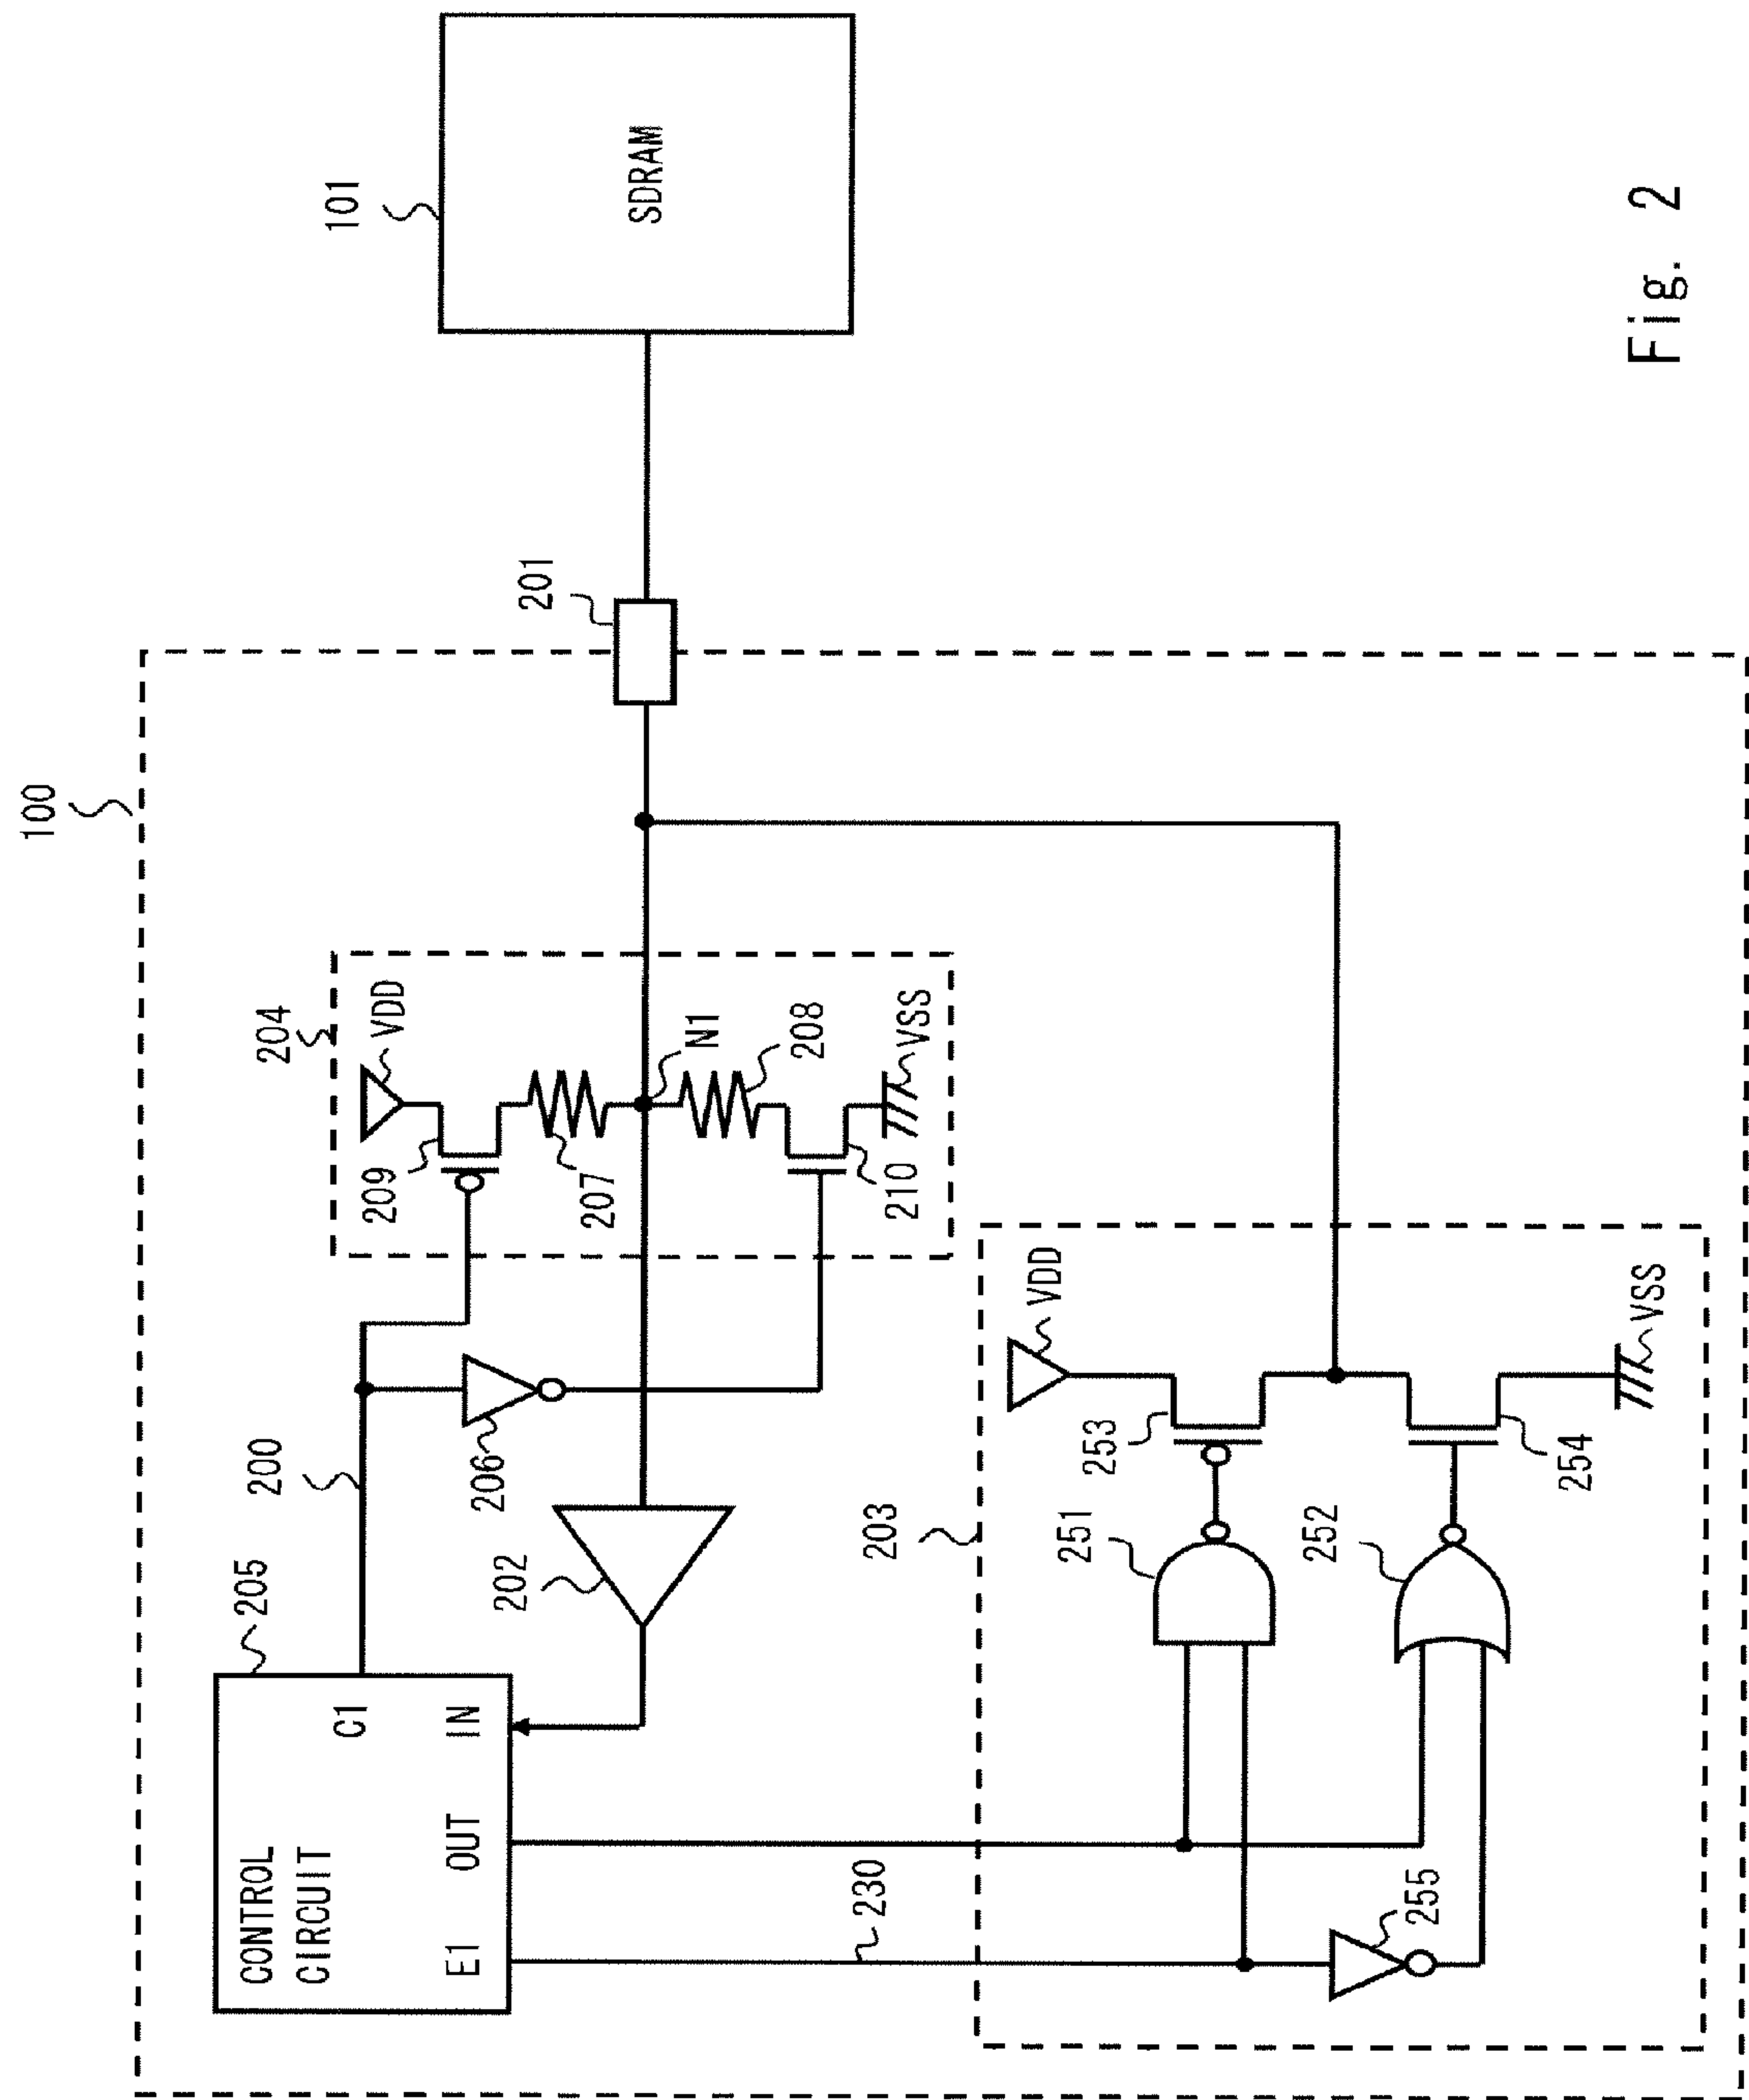 100
205
CONTROL
CIRCUIT
C1
IN
OUT
E1
200
206
202
204
VDD
209
207
N1
208
210
VSS
201
101
SDRAM
230
203
VDD
251
253
252
254
255
VSS
Fig. 2